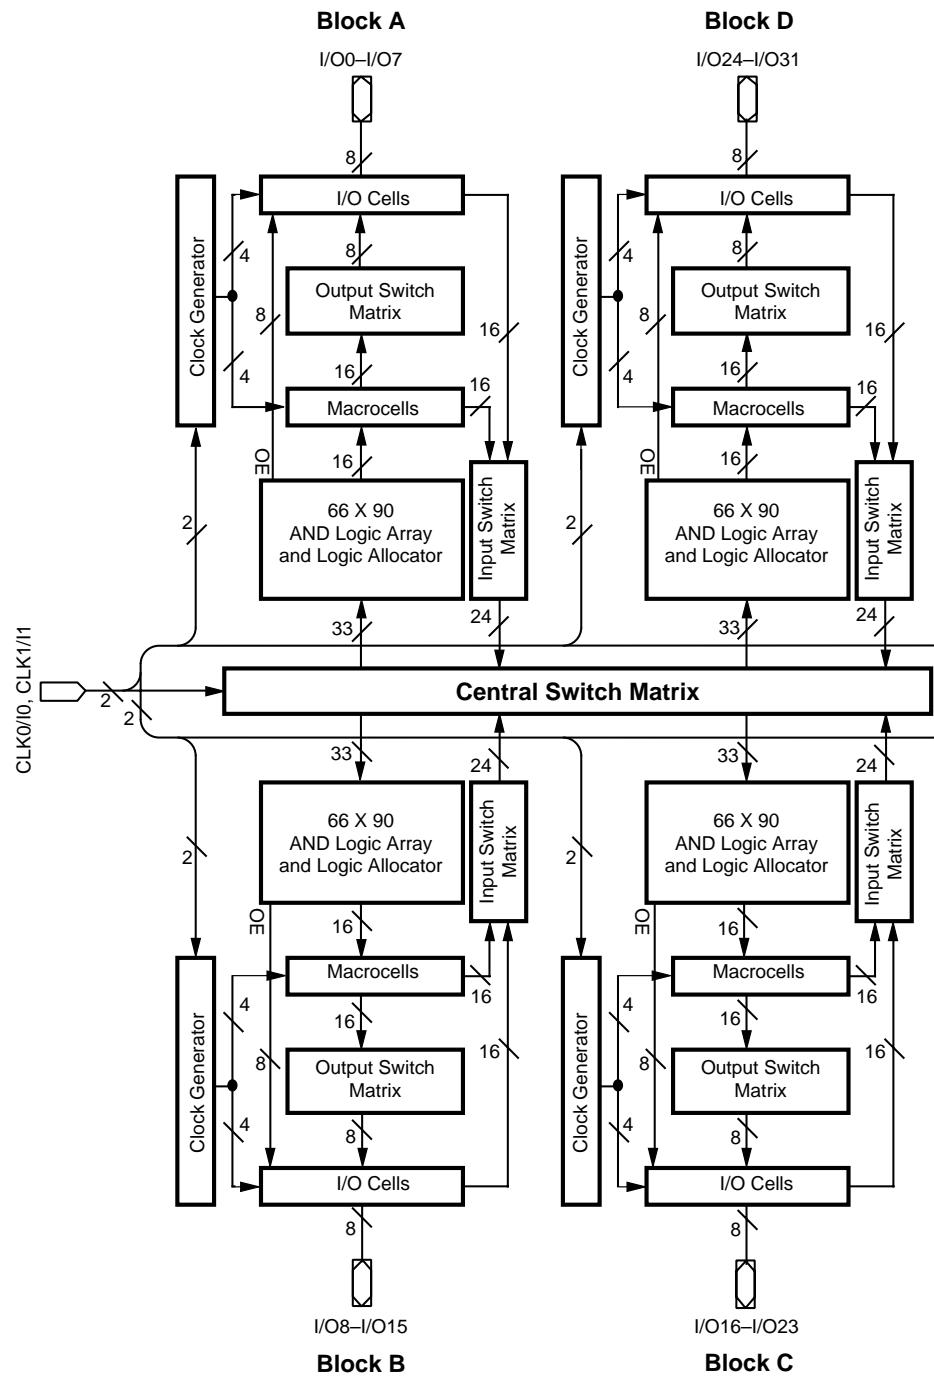 Block A
Block D
I/O0–I/O7
I/O24–I/O31
8
8
I/O Cells
I/O Cells
Clock Generator
4
8
8
Output Switch
Matrix
16
4
16
16
Macrocells
OE
16
66 X 90
AND Logic Array
and Logic Allocator
Input Switch
Matrix
2
33
24
Clock Generator
4
8
8
Output Switch
Matrix
16
4
16
16
Macrocells
OE
16
66 X 90
AND Logic Array
and Logic Allocator
Input Switch
Matrix
2
33
24
CLK0/I0, CLK1/I1
2
2
Central Switch Matrix
33
24
66 X 90
AND Logic Array
and Logic Allocator
Input Switch
Matrix
2
OE
16
Macrocells
16
4
16
Clock Generator
8
Output Switch
Matrix
16
4
8
I/O Cells
8
33
24
66 X 90
AND Logic Array
and Logic Allocator
Input Switch
Matrix
2
OE
16
Macrocells
16
4
16
Clock Generator
8
Output Switch
Matrix
16
4
8
I/O Cells
8
I/O8–I/O15
I/O16–I/O23
Block B
Block C